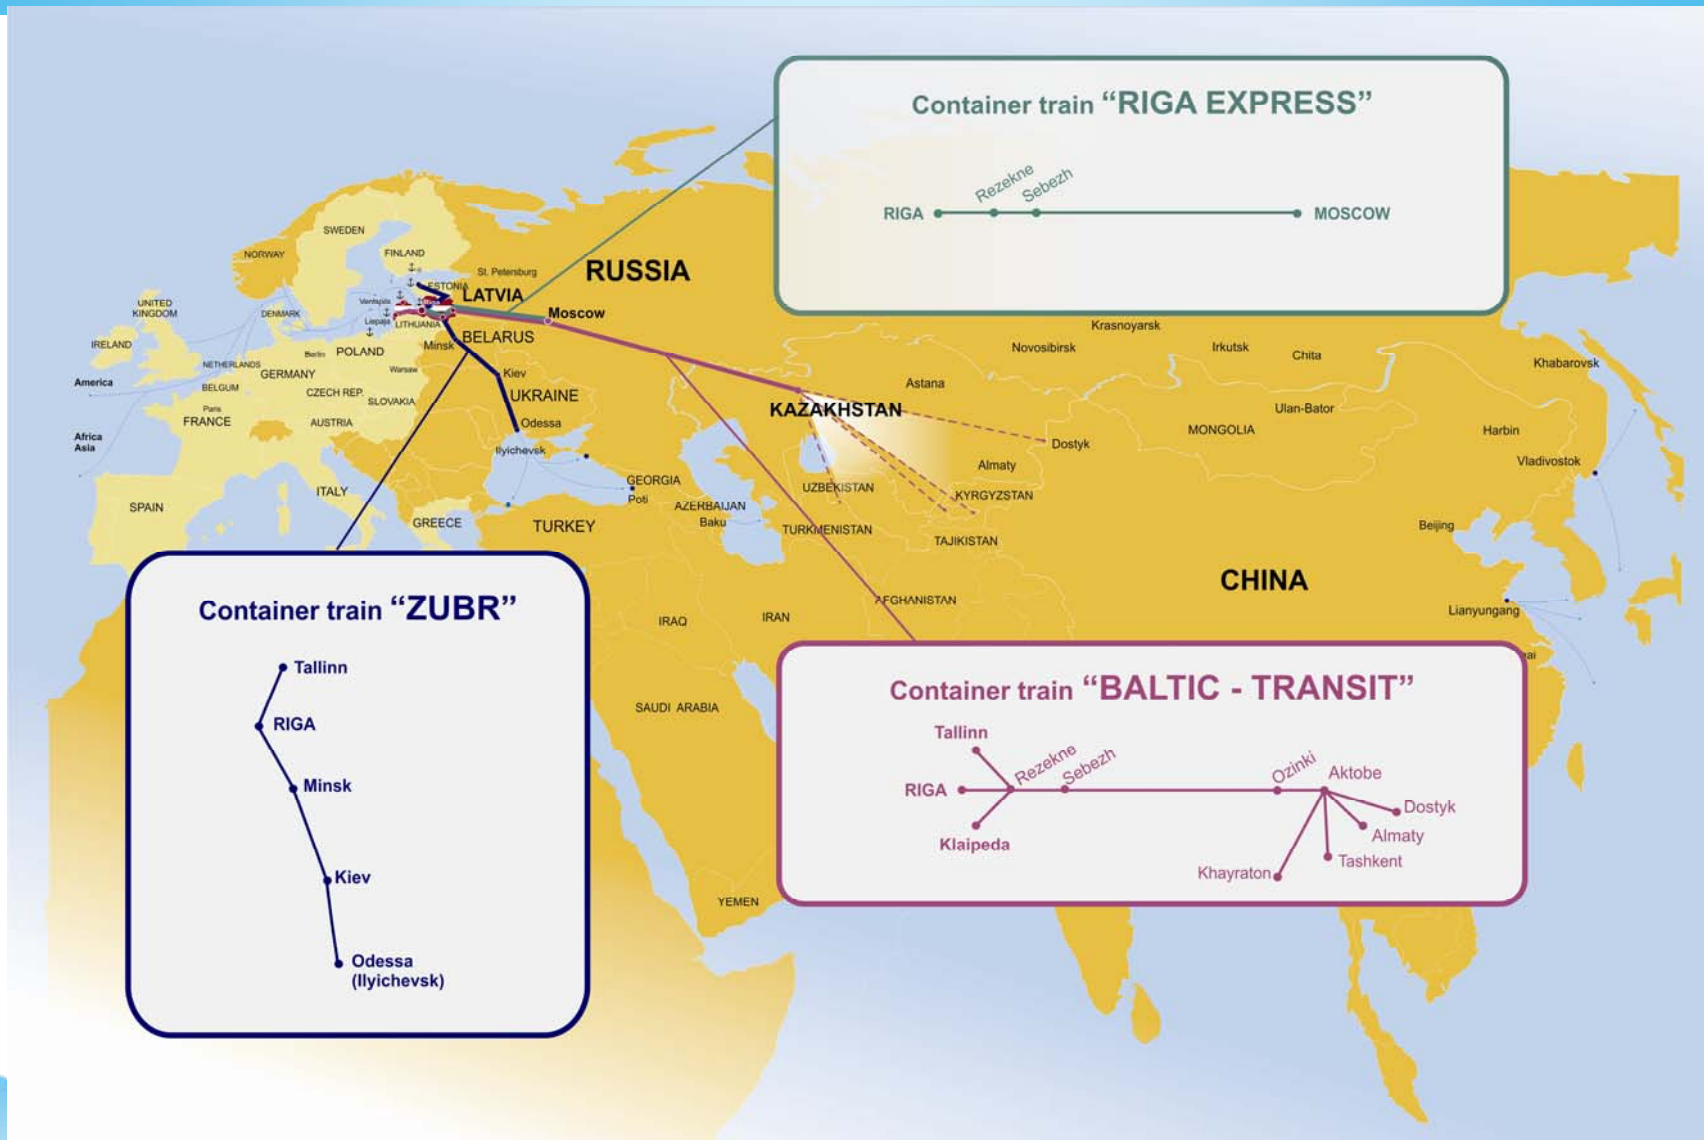 Container train “RIGA EXPRESS”
Rezekne
Sebezh
RIGA
MOSCOW
SWEDEN
NORWAY
FINLAND
St. Petersburg
RUSSIA
ESTONIA
LATVIA
Ventspils
Riga
Liepaja
LITHUANIA
Moscow
UNITED
KINGDOM
DENMARK
IRELAND
BELARUS
Minsk
NETHERLANDS
Berlin
POLAND
Warsaw
GERMANY
BELGUM
America
CZECH REP.
SLOVAKIA
Paris
FRANCE
AUSTRIA
Kiev
UKRAINE
Odessa
Ilyichevsk
Africa
Asia
SPAIN
ITALY
GREECE
TURKEY
GEORGIA
Poti
AZERBAIJAN
Baku
KAZAKHSTAN
Astana
Novosibirsk
Krasnoyarsk
Irkutsk
Chita
Khabarovsk
Ulan-Bator
MONGOLIA
Harbin
Vladivostok
Dostyk
Almaty
UZBEKISTAN
KYRGYZSTAN
TURKMENISTAN
TAJIKISTAN
Beijing
CHINA
Lianyungang
AFGHANISTAN
IRAQ
IRAN
SAUDI ARABIA
YEMEN
Container train “ZUBR”
Tallinn
RIGA
Minsk
Kiev
Odessa
(Ilyichevsk)
Container train “BALTIC - TRANSIT”
Tallinn
Rezekne
Sebezh
Ozinki
Aktobe
RIGA
Dostyk
Klaipeda
Almaty
Tashkent
Khayraton